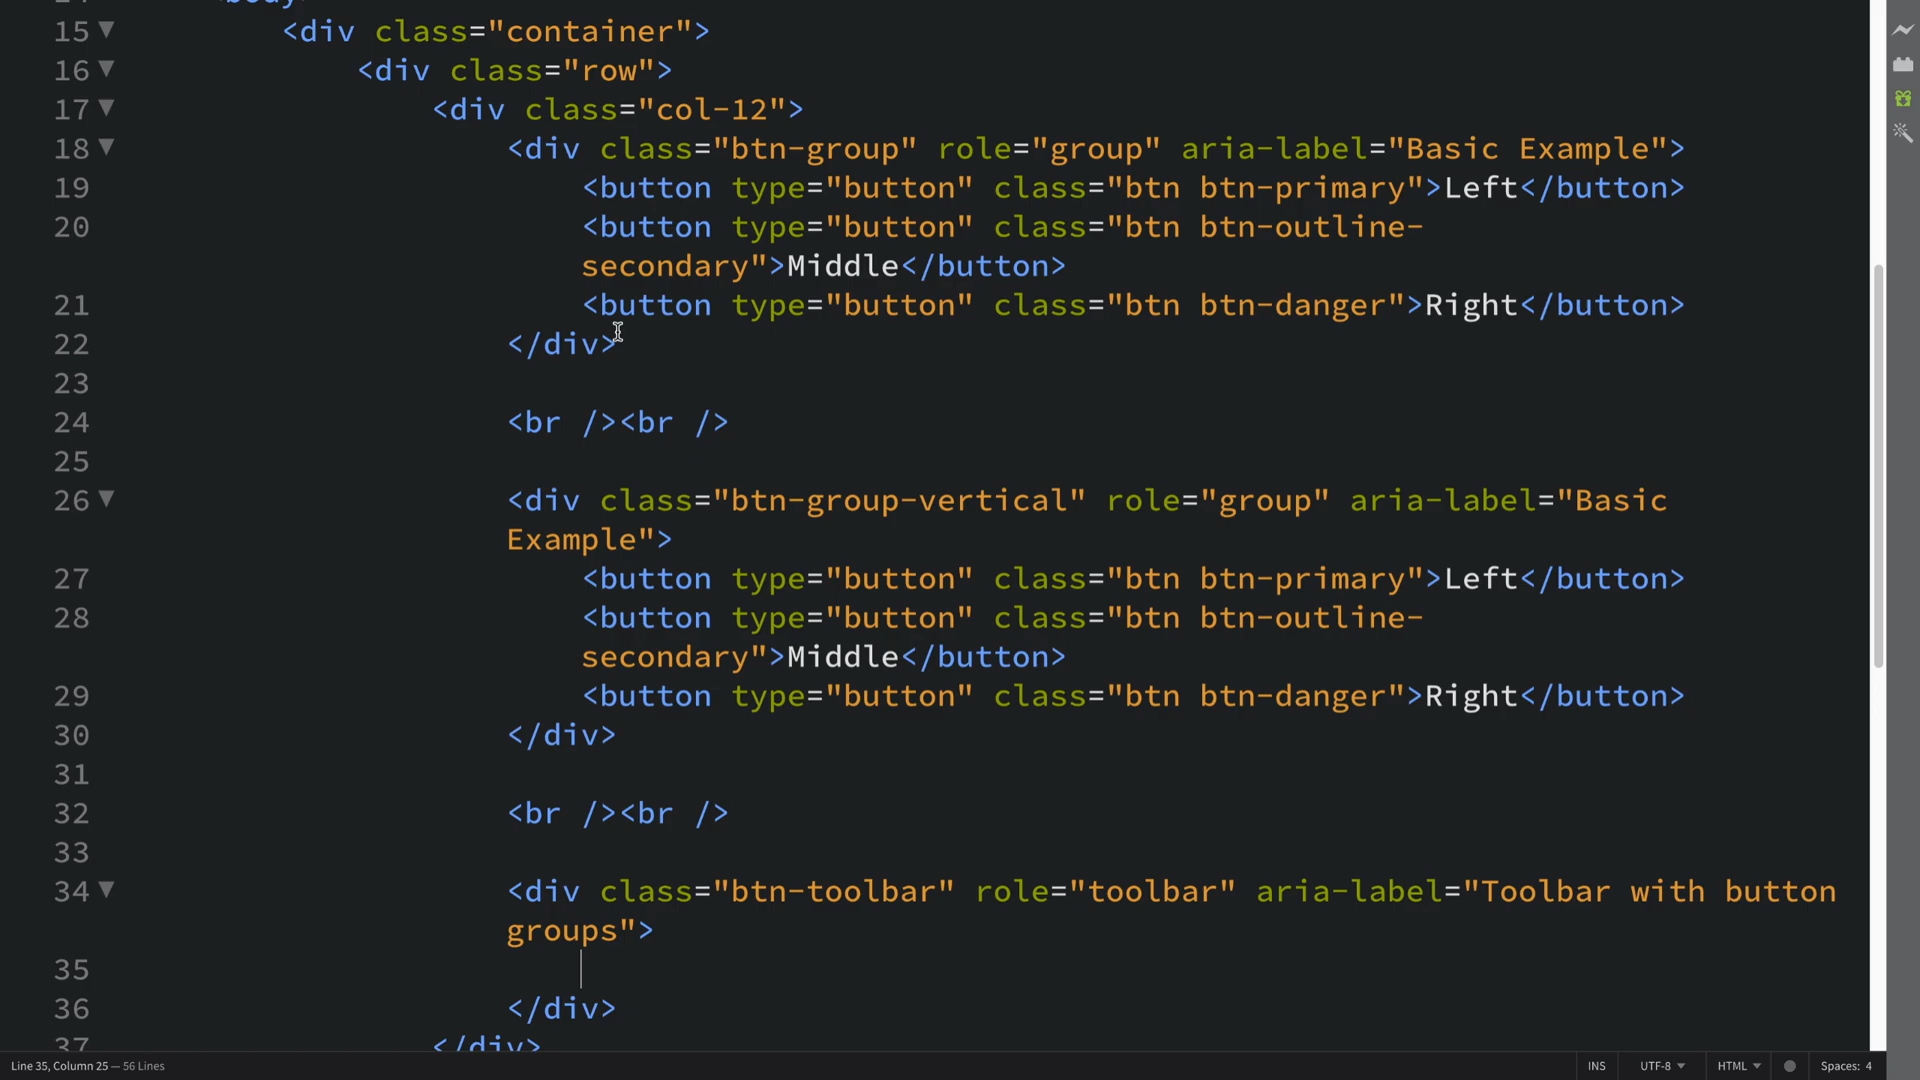 14 <body>
15 <div class="container">
16 <div class="row">
17 <div class="col-12">
18 <div class="btn-group" role="group" aria-label="Basic Example">
19 <button type="button" class="btn btn-primary">Left</button>
20 <button type="button" class="btn btn-outline-
secondary">Middle</button>
21 <button type="button" class="btn btn-danger">Right</button>
22 </div>
23
24 <br /><br />
25
26 <div class="btn-group-vertical" role="group" aria-label="Basic
Example">
27 <button type="button" class="btn btn-primary">Left</button>
28 <button type="button" class="btn btn-outline-
secondary">Middle</button>
29 <button type="button" class="btn btn-danger">Right</button>
30 </div>
31
32 <br /><br />
33
34 <div class="btn-toolbar" role="toolbar" aria-label="Toolbar with button
groups">
35
36 </div>
37 </div>
Line 35, Column 25 — 56 Lines INS UTF-8 HTML Spaces: 4